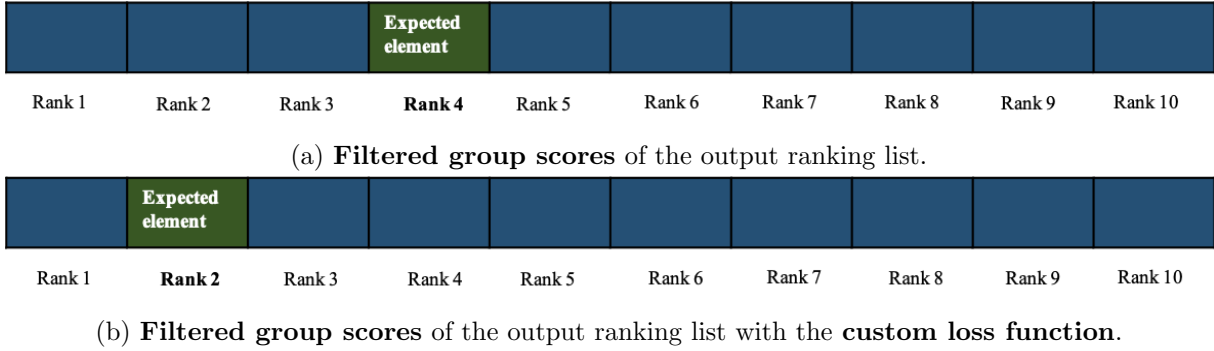 Expected
element
Rank 1 Rank 2 Rank 3 Rank 4 Rank 5 Rank 6 Rank 7 Rank 8 Rank 9 Rank 10
(a) Filtered group scores of the output ranking list.
Expected
element
Rank 1 Rank 2 Rank 3 Rank 4 Rank 5 Rank 6 Rank 7 Rank 8 Rank 9 Rank 10
(b) Filtered group scores of the output ranking list with the custom loss function.